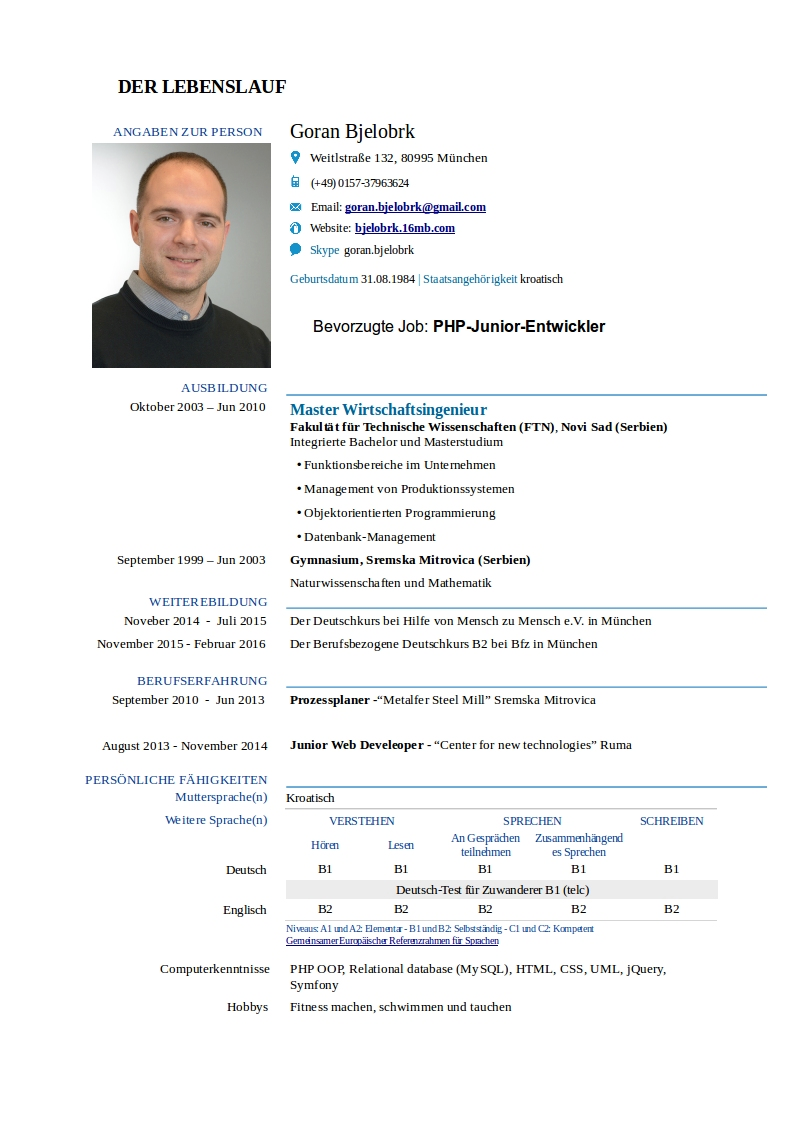 DER LEBENSLAUF
ANGABEN ZUR PERSON
Goran Bjelobrk
Weitlstraße 132, 80995 München
(+49) 0157-37963624
Email: goran.bjelobrk@gmail.com
Website: bjelobrk.16mb.com
Skype goran.bjelobrk
Geburtsdatum 31.08.1984 | Staatsangehörigkeit kroatisch
Bevorzugte Job: PHP-Junior-Entwickler
AUSBILDUNG
Oktober 2003 – Jun 2010
Master Wirtschaftsingenieur
Fakultät für Technische Wissenschaften (FTN), Novi Sad (Serbien)
Integrierte Bachelor und Masterstudium
• Funktionsbereiche im Unternehmen
• Management von Produktionssystemen
• Objektorientierten Programmierung
• Datenbank-Management
September 1999 – Jun 2003 Gymnasium, Sremska Mitrovica (Serbien)
Naturwissenschaften und Mathematik
WEITEREBILDUNG
Noveber 2014 - Juli 2015 Der Deutschkurs bei Hilfe von Mensch zu Mensch e.V. in München
November 2015 - Februar 2016 Der Berufsbezogene Deutschkurs B2 bei Bfz in München
BERUFSERFAHRUNG
September 2010 - Jun 2013 Prozessplaner -“Metalfer Steel Mill” Sremska Mitrovica
August 2013 - November 2014 Junior Web Develeoper - “Center for new technologies” Ruma
PERSÖNLICHE FÄHIGKEITEN
Muttersprache(n) Kroatisch
Weitere Sprache(n) VERSTEHEN SPRECHEN SCHREIBEN
Hören Lesen An Gesprächen teilnehmen Zusammenhängend es Sprechen
Deutsch B1 B1 B1 B1 B1
Deutsch-Test für Zuwanderer B1 (telc)
Englisch B2 B2 B2 B2 B2
Niveaus: A1 und A2: Elementar - B1 und B2: Selbstständig - C1 und C2: Kompetent
Gemeinsamer Europäischer Referenzrahmen für Sprachen
Computerkenntnisse PHP OOP, Relational database (MySQL), HTML, CSS, UML, jQuery,
Symfony
Hobbys Fitness machen, schwimmen und tauchen